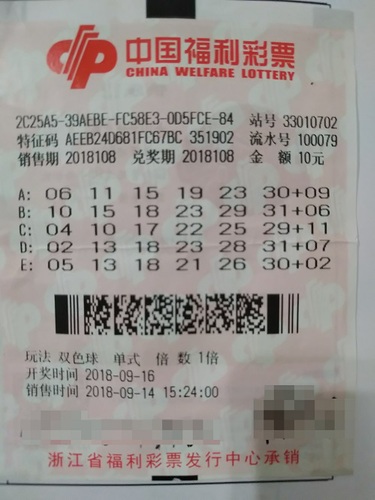 中国福利彩票
CHINA WELFARE LOTTERY
2C25A5-39AEBE-FC58E3-0D5FCE-84 站号 33010702
特征码 AEEB24D681FC67BC 351902 流水号 100079
销售期 2018108 兑奖期 2018108 金 额 10元
A: 06 11 15 19 23 30+09
B: 10 15 18 23 29 31+06
C: 04 10 17 22 25 29+11
D: 02 13 18 23 28 31+07
E: 05 13 18 21 26 30+02
玩法 双色球 单式 倍 数 1倍
开奖时间 2018-09-16
销售时间 2018-09-14 15:24:00
浙江省福利彩票发行中心承销